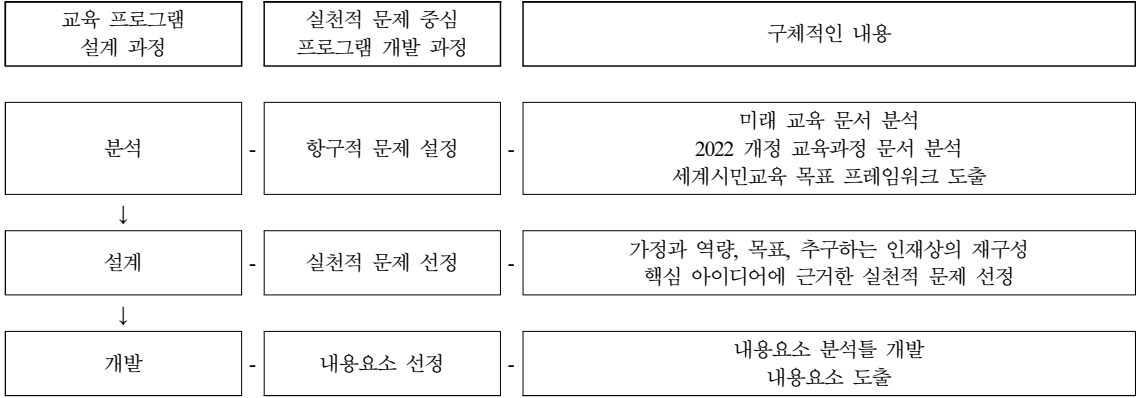 교육 프로그램
설계 과정
실천적 문제 중심
프로그램 개발 과정
구체적인 내용
분석
-
항구적 문제 설정
-
미래 교육 문서 분석
2022 개정 교육과정 문서 분석
세계시민교육 목표 프레임워크 도출
↓
설계
-
실천적 문제 선정
-
가정과 역량, 목표, 추구하는 인재상의 재구성
핵심 아이디어에 근거한 실천적 문제 선정
↓
개발
-
내용요소 선정
-
내용요소 분석틀 개발
내용요소 도출